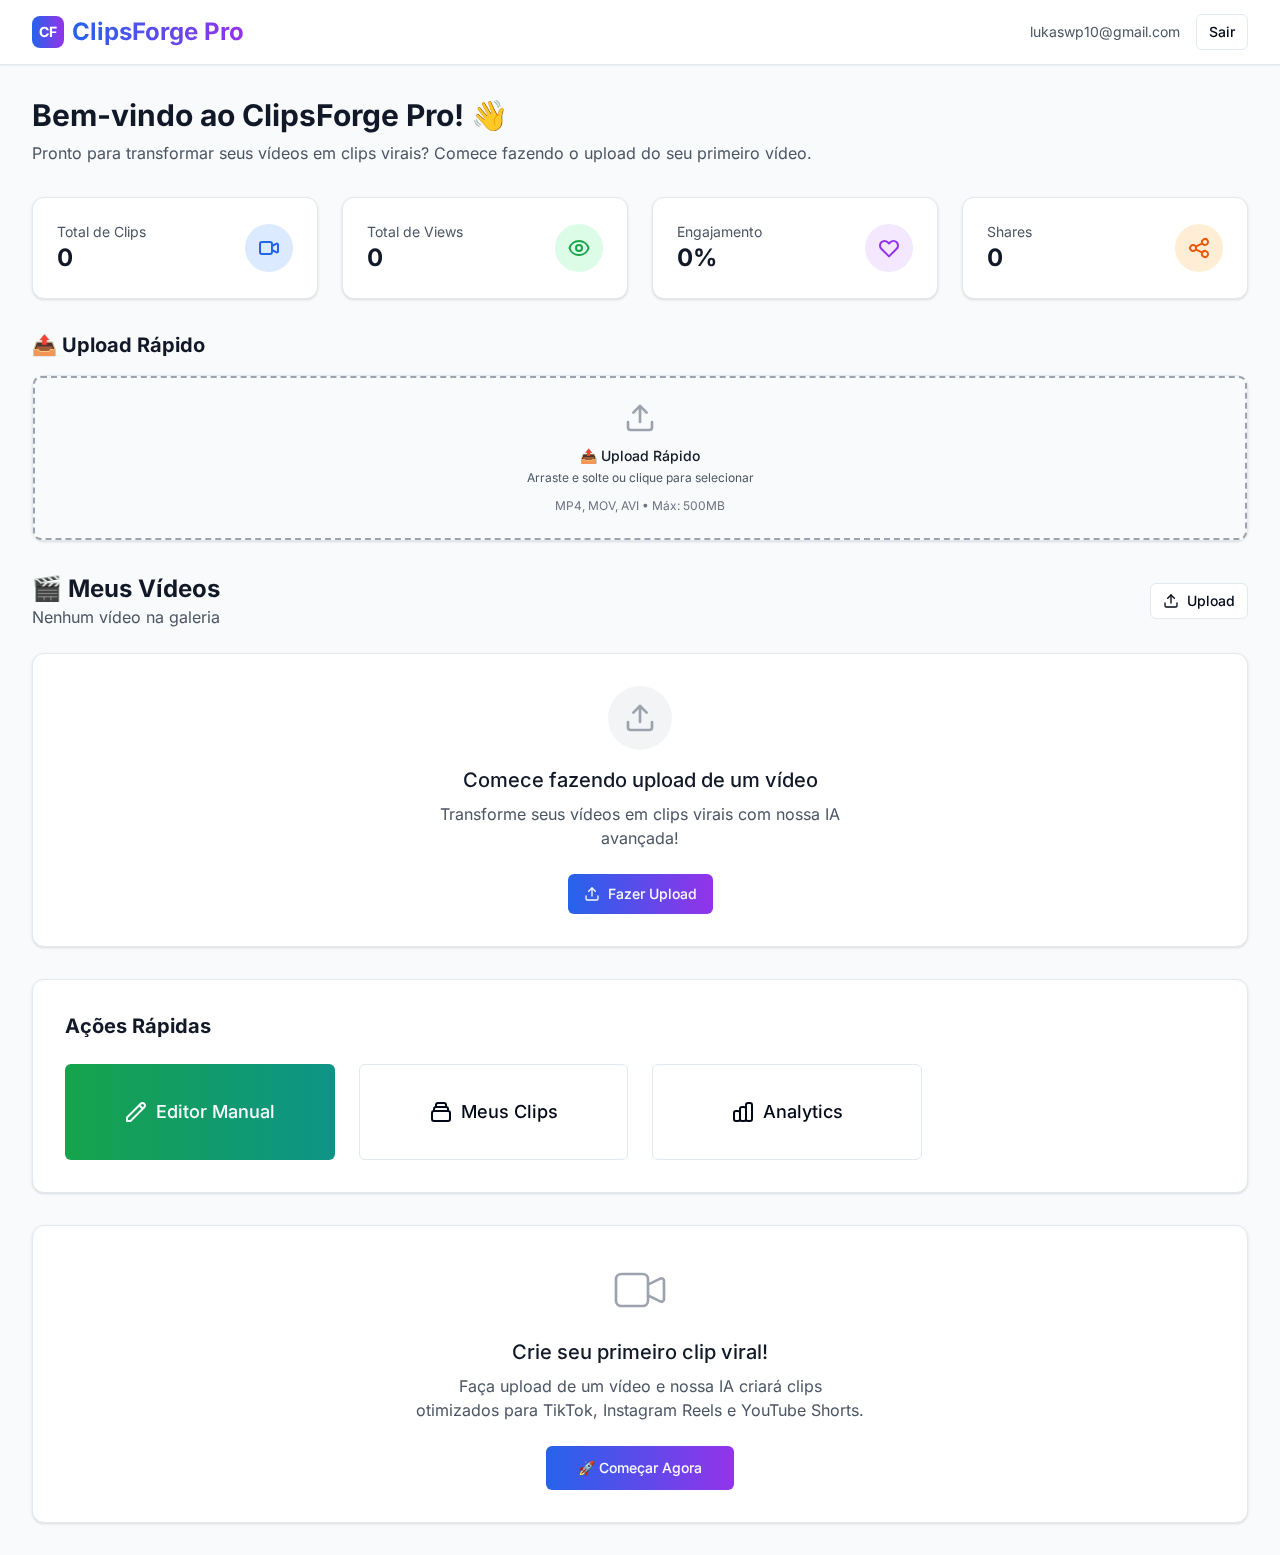 CF ClipsForge Pro
lukaswp10@gmail.com
Sair
Bem-vindo ao ClipsForge Pro! 👋
Pronto para transformar seus vídeos em clips virais? Comece fazendo o upload do seu primeiro vídeo.
Total de Clips
0
Total de Views
0
Engajamento
0%
Shares
0
📤 Upload Rápido
📤 Upload Rápido
Arraste e solte ou clique para selecionar
MP4, MOV, AVI • Máx: 500MB
🎬 Meus Vídeos
Nenhum vídeo na galeria
Upload
Comece fazendo upload de um vídeo
Transforme seus vídeos em clips virais com nossa IA
avançada!
Fazer Upload
Ações Rápidas
Editor Manual
Meus Clips
Analytics
Crie seu primeiro clip viral!
Faça upload de um vídeo e nossa IA criará clips
otimizados para TikTok, Instagram Reels e YouTube Shorts.
🚀 Começar Agora